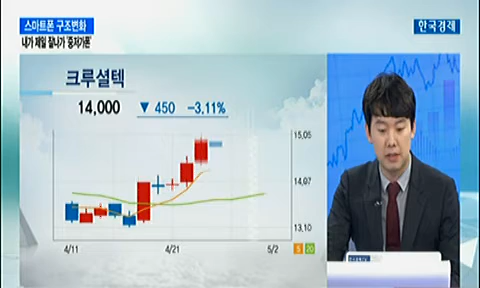 스마트폰 구조변화
내가 제일 잘나가 '중저가폰'
한국경제
크루셜텍
14,000 ▼ 450 -3.11%
15,05
14,07
13,10
4/11 4/21 5/2
5 20